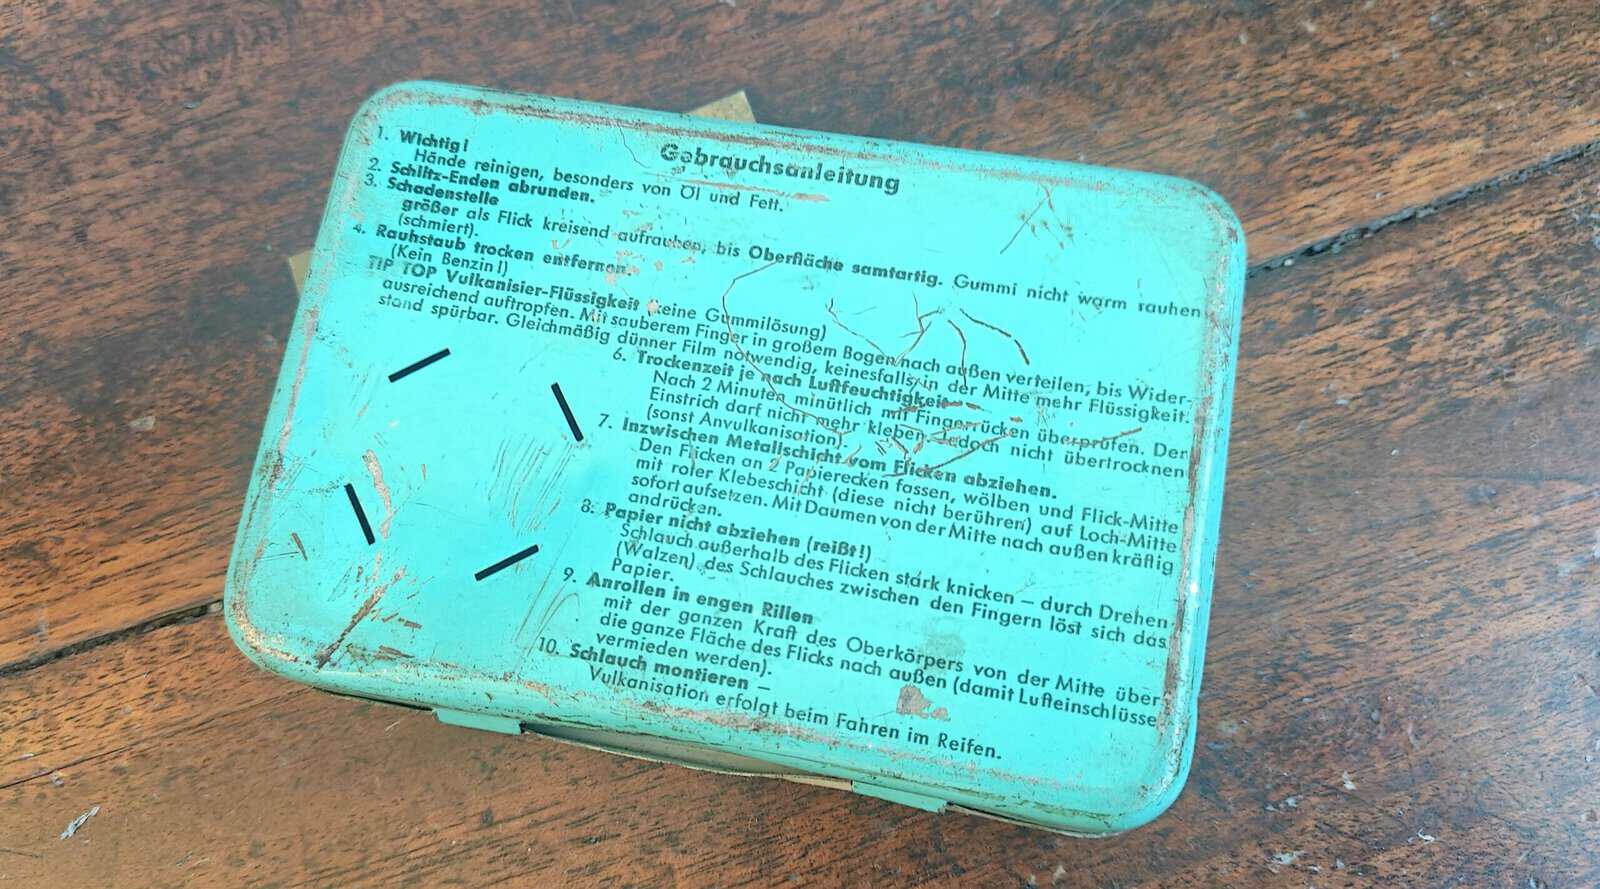 Gebrauchsanleitung
1. Wichtig!
Hände reinigen, besonders von Öl und Fett.
2. Schlitz-Enden abrunden.
3. Schadenstelle
größer als Flick kreisend aufrauhen, bis Oberfläche samtartig. Gummi nicht warm rauhen
(schmiert).
4. Rauhstaub trocken entfernen.
(Kein Benzin!)
TIP TOP Vulkanisier-Flüssigkeit (keine Gummilösung)
ausreichend auftropfen. Mit sauberem Finger in großem Bogen nach außen verteilen, bis Wider-
stand spürbar. Gleichmäßig dünner Film notwendig, keinesfalls in der Mitte mehr Flüssigkeit.
6. Trockenzeit je nach Luftfeuchtigkeit
Nach 2 Minuten minütlich mit Fingerrücken überprüfen. Der
Einstrich darf nicht mehr kleben, jedoch nicht übertrocknen
(sonst Anvulkanisation).
7. Inzwischen Metallschicht vom Flicken abziehen.
Den Flicken an 2 Papierecken fassen, wölben und Flick-Mitte
mit roter Klebeschicht (diese nicht berühren) auf Loch-Mitte
sofort aufsetzen. Mit Daumen von der Mitte nach außen kräftig
andrücken.
8. Papier nicht abziehen (reißt!)
Schlauch außerhalb des Flicken stark knicken – durch Drehen
(Walzen) des Schlauches zwischen den Fingern löst sich das
Papier.
9. Anrollen in engen Rillen
mit der ganzen Kraft des Oberkörpers von der Mitte über
die ganze Fläche des Flicks nach außen (damit Lufteinschlüsse
vermieden werden).
10. Schlauch montieren –
Vulkanisation erfolgt beim Fahren im Reifen.